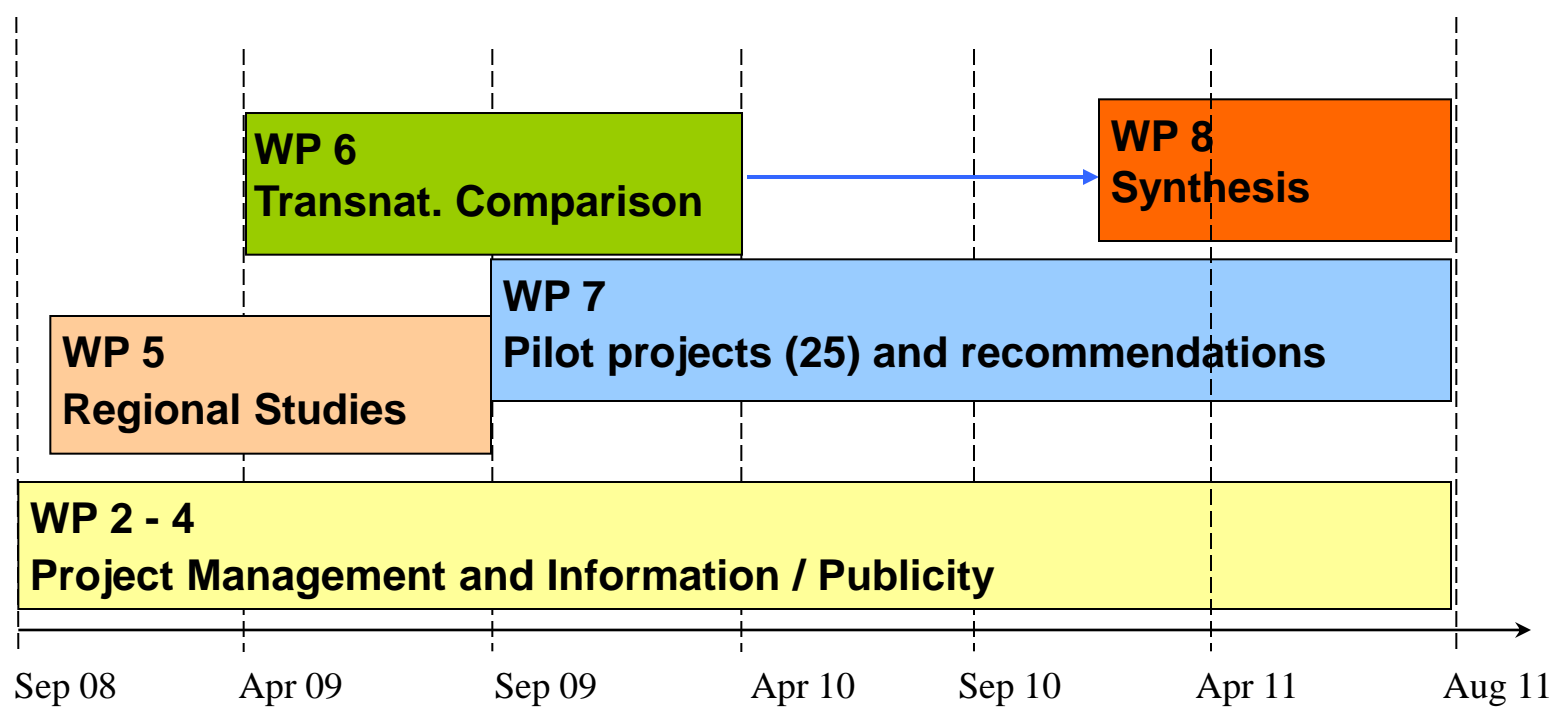 WP 6
Transnat. Comparison
WP 8
Synthesis
WP 7
Pilot projects (25) and recommendations
WP 5
Regional Studies
WP 2 - 4
Project Management and Information / Publicity
Sep 08 Apr 09 Sep 09 Apr 10 Sep 10 Apr 11 Aug 11